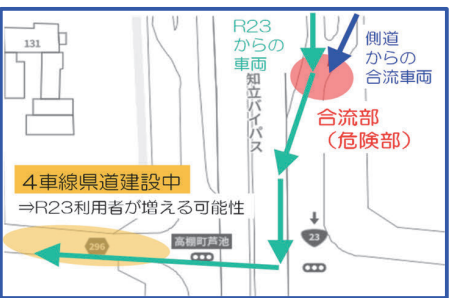 131
R23
からの
車両
側道
からの
合流車両
知立バイパス
合流部
（危険部）
4車線県道建設中
⇒R23利用者が増える可能性
296
高棚町芦池
23